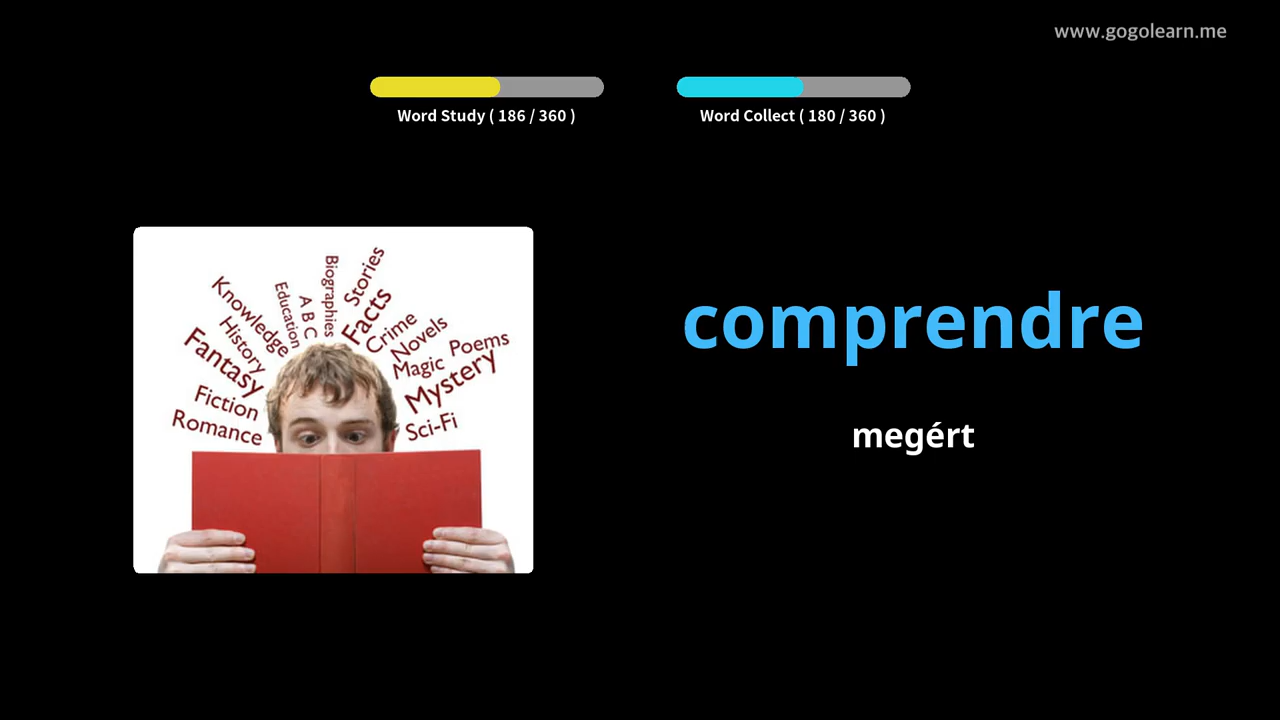 www.gogolearn.me
Word Study ( 186 / 360 )
Word Collect ( 180 / 360 )
Biographies
Stories
Education
A B C
Facts
Knowledge
Crime
History
Novels
Fantasy
Magic
Poems
Fiction
Mystery
Romance
Sci-Fi
comprendre
megért